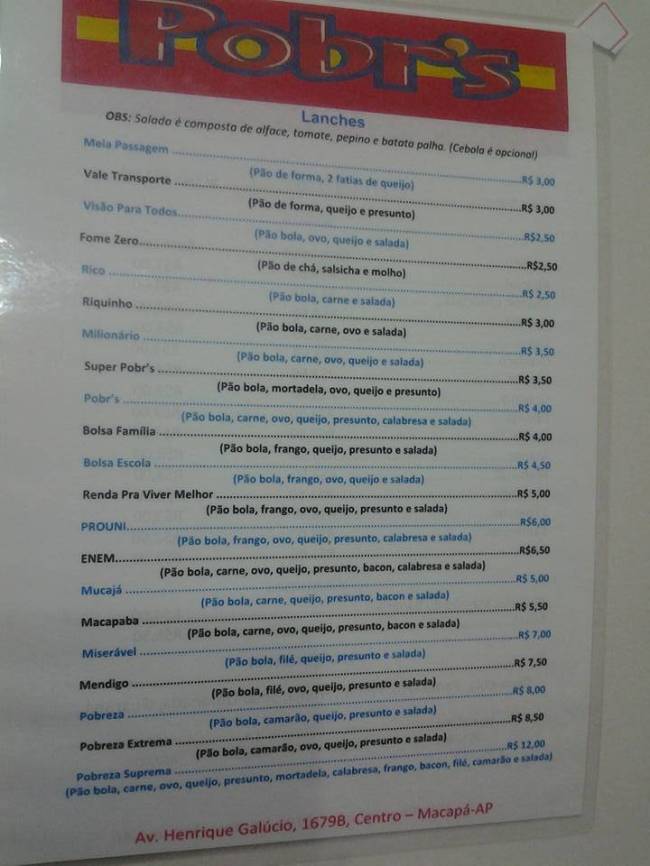 Pobr's
Lanches
OBS: Salada é composta de alface, tomate, pepino e batata palha. (Cebola é opcional)
Meia Passagem ........ R$ 3,00
(Pão de forma, 2 fatias de queijo)
Vale Transporte ........ R$ 3,00
(Pão de forma, queijo e presunto)
Visão Para Todos........R$2,50
(Pão bola, ovo, queijo e salada)
Fome Zero........R$2,50
(Pão de chá, salsicha e molho)
Rico ........R$ 2,50
(Pão bola, carne e salada)
Riquinho ........R$ 3,00
(Pão bola, carne, ovo e salada)
Milionário ........R$ 3,50
(Pão bola, carne, ovo, queijo e salada)
Super Pobr's ........R$ 3,50
(Pão bola, mortadela, ovo, queijo e presunto)
Pobr's ........R$ 4,00
(Pão bola, carne, ovo, queijo, presunto, calabresa e salada)
Bolsa Família ........R$ 4,00
(Pão bola, frango, queijo, presunto e salada)
Bolsa Escola ........R$ 4,50
(Pão bola, frango, ovo, queijo e salada)
Renda Pra Viver Melhor ........R$ 5,00
(Pão bola, frango, ovo, queijo, presunto e salada)
PROUNI........R$6,00
(Pão bola, frango, ovo, queijo, presunto, calabresa e salada)
ENEM........R$6,50
(Pão bola, carne, ovo, queijo, presunto, bacon, calabresa e salada)
Mucajá ........R$ 5,00
(Pão bola, carne, queijo, presunto, bacon e salada)
Macapaba ........R$ 5,50
(Pão bola, carne, ovo, queijo, presunto, bacon e salada)
Miserável ........R$ 7,00
(Pão bola, filé, queijo, presunto e salada)
Mendigo ........R$ 7,50
(Pão bola, filé, ovo, queijo, presunto e salada)
Pobreza ........R$ 8,00
(Pão bola, camarão, queijo, presunto e salada)
Pobreza Extrema ........R$ 8,50
(Pão bola, camarão, ovo, queijo, presunto e salada)
Pobreza Suprema ........R$ 12,00
(Pão bola, carne, ovo, queijo, presunto, mortadela, calabresa, frango, bacon, filé, camarão e salada)
Av. Henrique Galúcio, 1679B, Centro – Macapá-AP